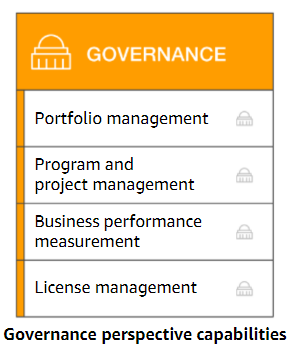 GOVERNANCE
Portfolio management
Program and
project management
Business performance
measurement
License management
Governance perspective capabilities